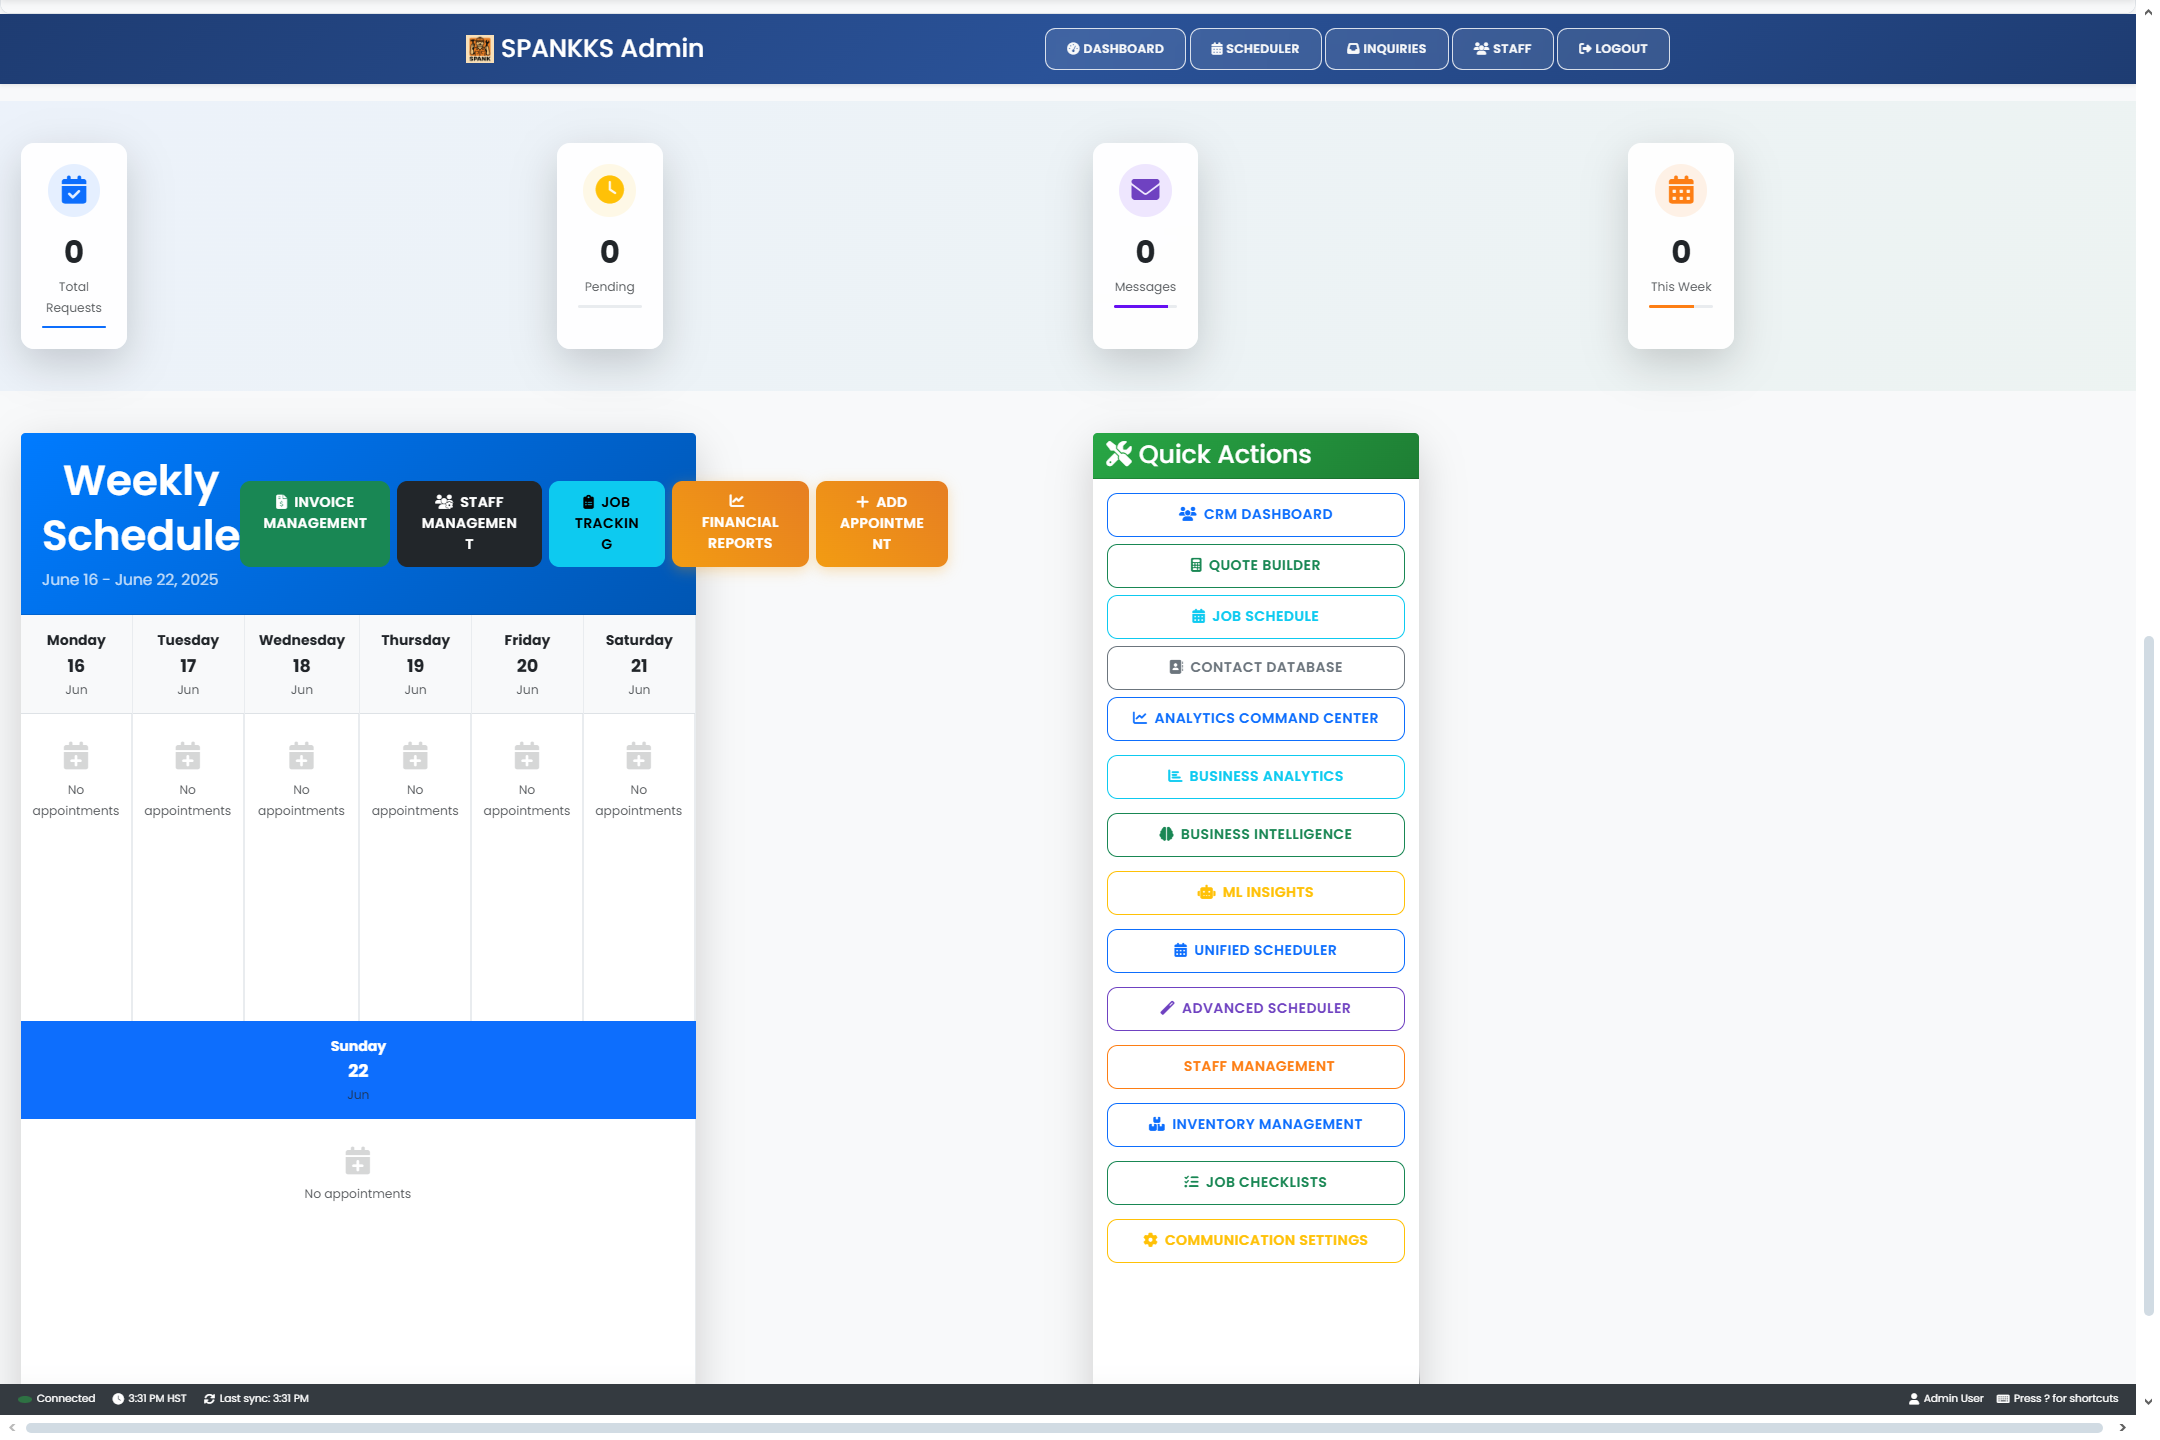 SPANK
SPANKKS Admin
DASHBOARD
SCHEDULER
INQUIRIES
STAFF
LOGOUT
0
Total
Requests
0
Pending
0
Messages
0
This Week
Weekly
Schedule
June 16 - June 22, 2025
INVOICE
MANAGEMENT
STAFF
MANAGEMEN
T
JOB
TRACKIN
G
FINANCIAL
REPORTS
ADD
APPOINTME
NT
Monday
16
Jun
Tuesday
17
Jun
Wednesday
18
Jun
Thursday
19
Jun
Friday
20
Jun
Saturday
21
Jun
No
appointments
No
appointments
No
appointments
No
appointments
No
appointments
No
appointments
Sunday
22
Jun
No appointments
Quick Actions
CRM DASHBOARD
QUOTE BUILDER
JOB SCHEDULE
CONTACT DATABASE
ANALYTICS COMMAND CENTER
BUSINESS ANALYTICS
BUSINESS INTELLIGENCE
ML INSIGHTS
UNIFIED SCHEDULER
ADVANCED SCHEDULER
STAFF MANAGEMENT
INVENTORY MANAGEMENT
JOB CHECKLISTS
COMMUNICATION SETTINGS
Connected
3:31 PM HST
Last sync: 3:31 PM
Admin User
Press ? for shortcuts